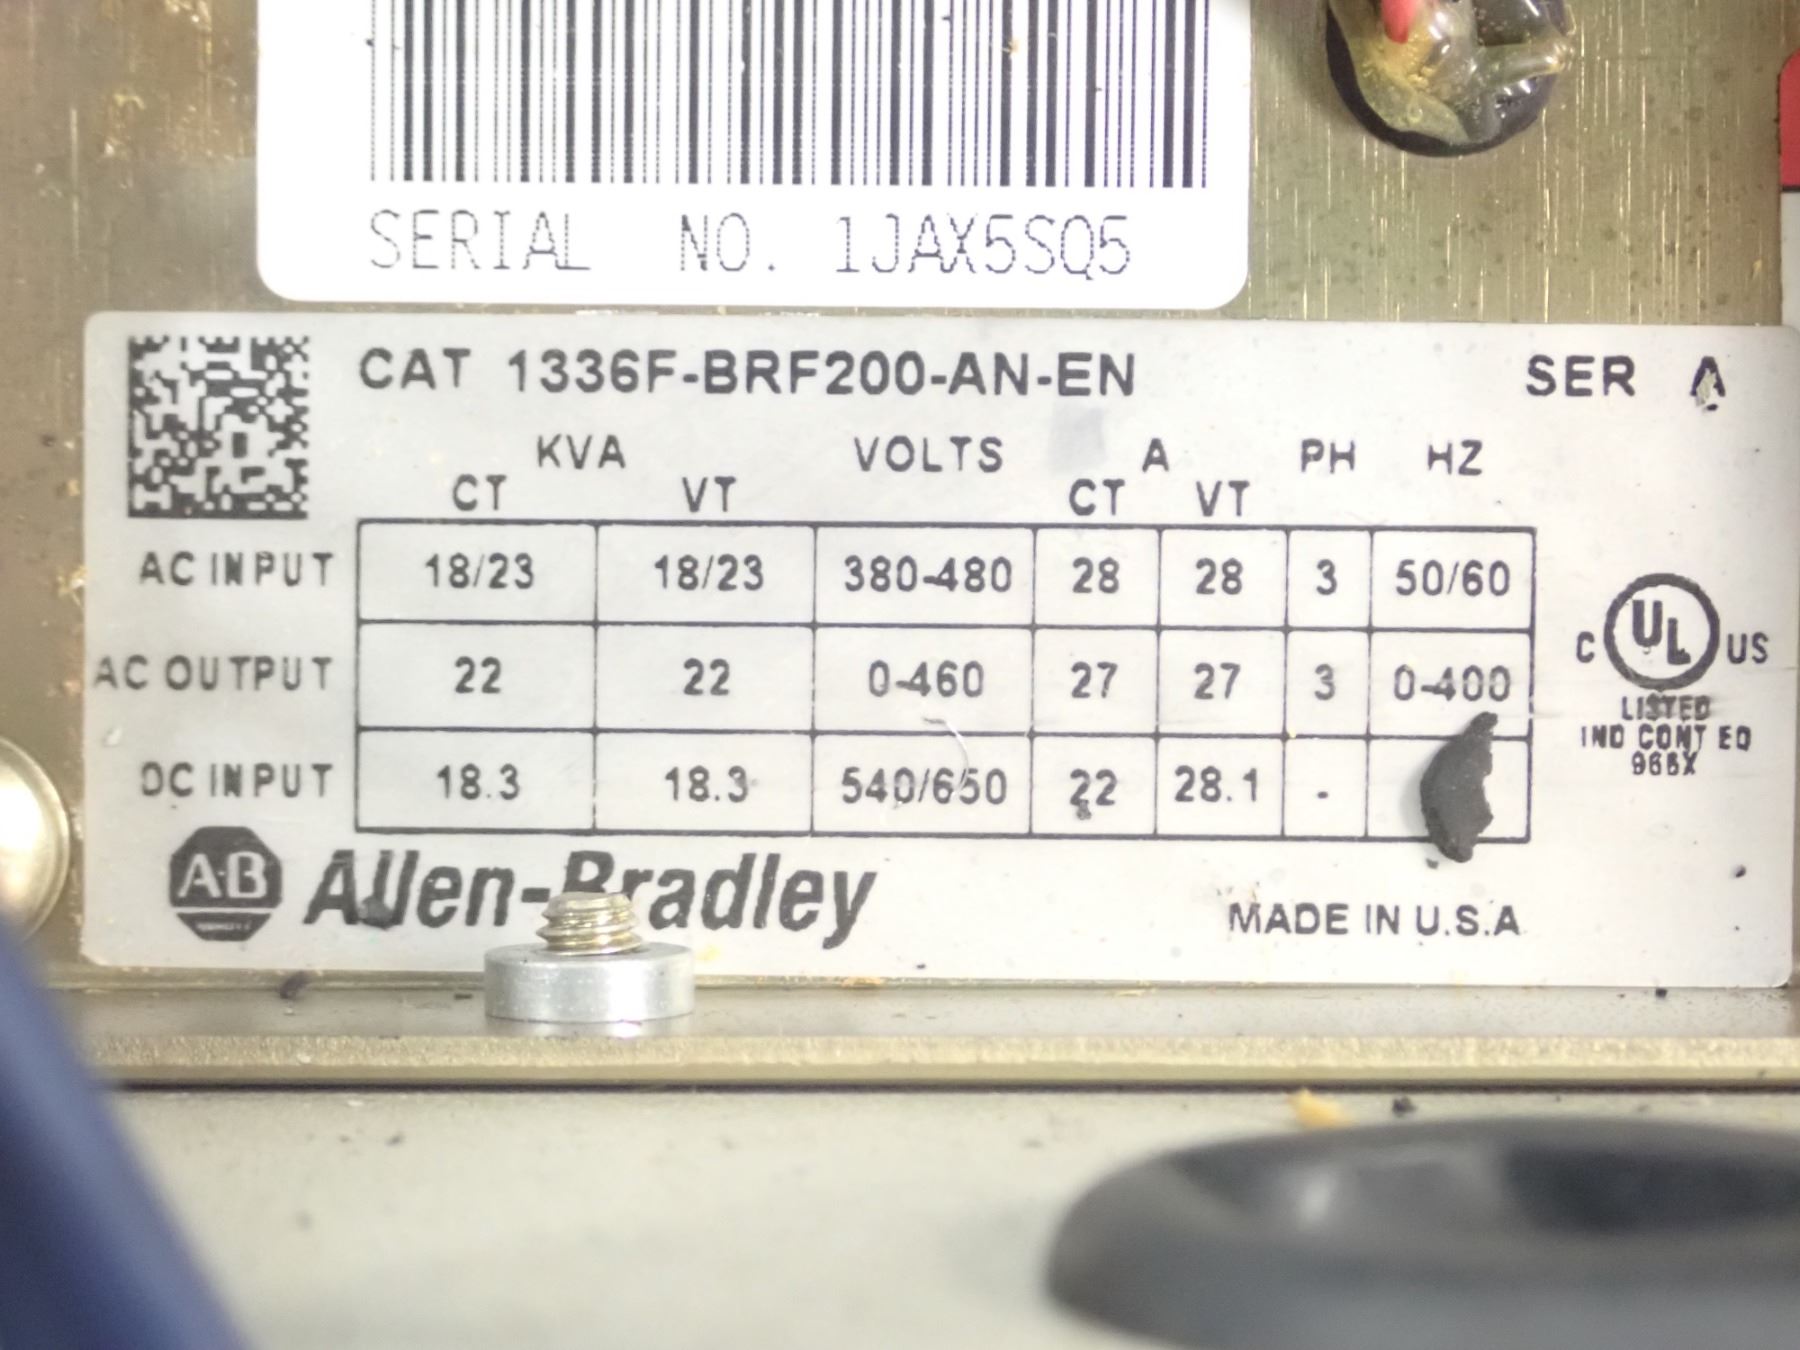 SERIAL NO. 1JAX5SQ5
CAT 1336F-BRF200-AN-EN SER A
KVA VOLTS A PH HZ
CT VT CT VT
AC INPUT 18/23 18/23 380-480 28 28 3 50/60
AC OUTPUT 22 22 0-460 27 27 3 0-400
DC INPUT 18.3 18.3 540/650 22 28.1 -
C UL US
LISTED
IND CONT EQ
966X
A-B Allen-Bradley
MADE IN U.S.A